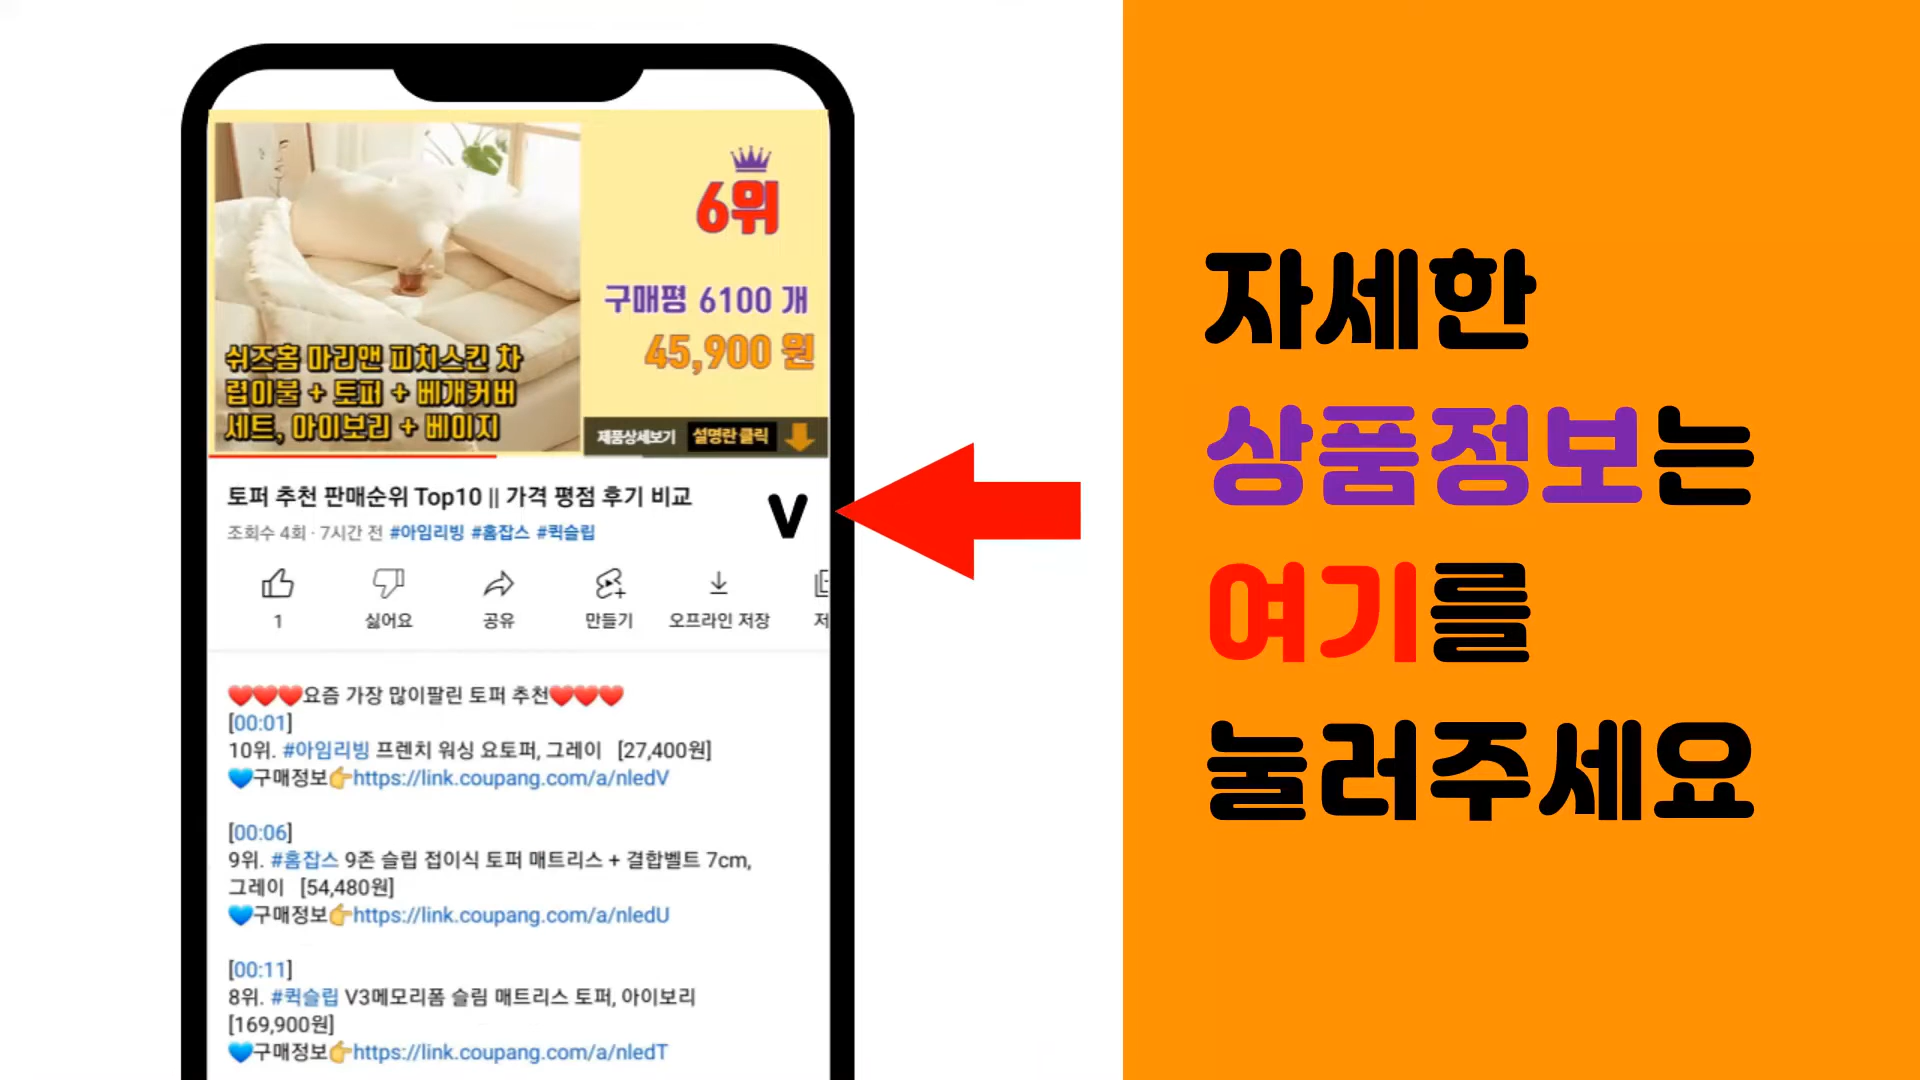 6위
구매평 6100 개
45,900 원
쉬즈홈 마리앤 피치스킨 차
렵이불 + 토퍼 + 베개커버
세트, 아이보리 + 베이지
제품상세보기 설명란 클릭
토퍼 추천 판매순위 Top10 || 가격 평점 후기 비교
V
조회수 4회 · 7시간 전 #아임리빙 #홈잡스 #퀵슬립
1 싫어요 공유 만들기 오프라인 저장 저
❤️❤️❤️요즘 가장 많이팔린 토퍼 추천❤️❤️❤️
[00:01]
10위. #아임리빙 프렌치 워싱 요토퍼, 그레이 [27,400원]
💙구매정보👉https://link.coupang.com/a/nledV
[00:06]
9위. #홈잡스 9존 슬립 접이식 토퍼 매트리스 + 결합벨트 7cm,
그레이 [54,480원]
💙구매정보👉https://link.coupang.com/a/nledU
[00:11]
8위. #퀵슬립 V3메모리폼 슬림 매트리스 토퍼, 아이보리
[169,900원]
💙구매정보👉https://link.coupang.com/a/nledT
자세한
상품정보는
여기를
눌러주세요